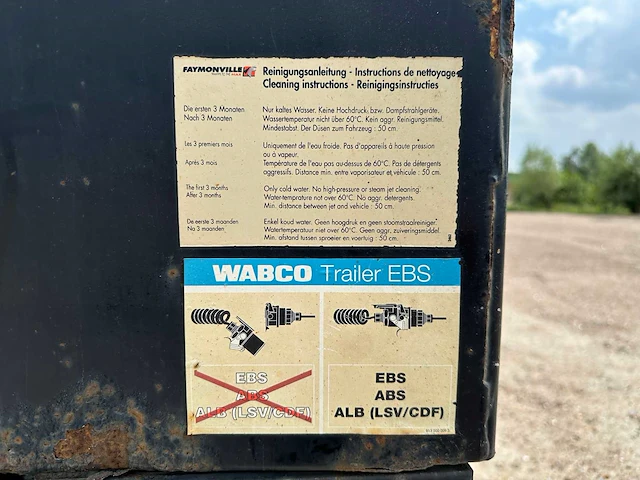 FAYMONVILLE
MAX
Reinigungsanleitung - Instructions de nettoyage
Cleaning instructions - Reinigingsinstructies
Die ersten 3 Monaten
Nur kaltes Wasser. Keine Hochdruck- bzw. Dampfstrahlgeräte.
Nach 3 Monaten
Wassertemperatur nicht über 60°C. Kein aggr. Reinigungsmittel.
Mindestabst. Der Düsen zum Fahrzeug : 50 cm.
Les 3 premiers mois
Uniquement de l'eau froide. Pas d'appareils à haute pression
ou à vapeur.
Après 3 mois
Température de l'eau pas au-dessus de 60°C. Pas de détergents
aggressifs. Distance min. entre vaporisateur et véhicule : 50 cm.
The first 3 months
Only cold water. No high-pressure or steam jet cleaning.
After 3 months
Watertemperature not over 60°C. No aggr. detergents.
Min. distance between jet and vehicle : 50 cm.
De eerste 3 maanden
Enkel koud water. Geen hoogdruk en geen stoomstraalreiniger.
Na 3 maanden
Watertemperatuur niet over 60°C. Geen aggr. zuiveringsmiddel.
Min. afstand tussen sproeier en voertuig : 50 cm.
WABCO Trailer EBS
EBS
ABS
ALB (LSV/CDF)
EBS
ABS
ALB (LSV/CDF)